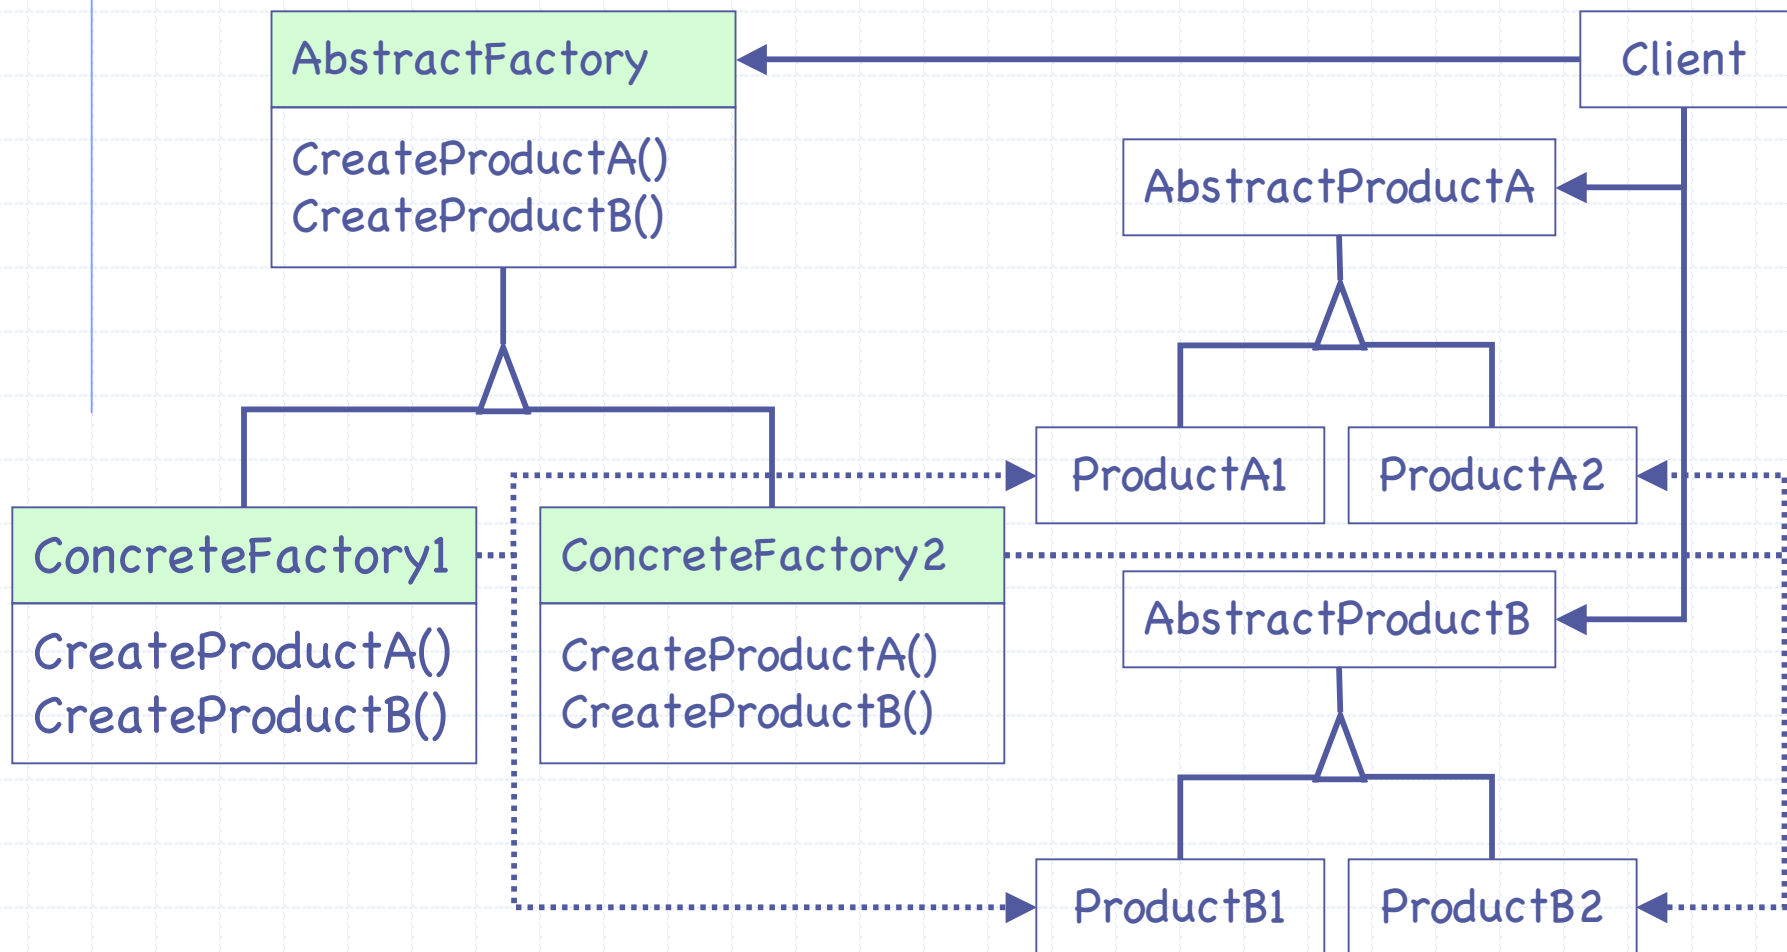 AbstractFactory
CreateProductA()
CreateProductB()
Client
AbstractProductA
ProductA1
ProductA2
ConcreteFactory1
CreateProductA()
CreateProductB()
ConcreteFactory2
CreateProductA()
CreateProductB()
AbstractProductB
ProductB1
ProductB2